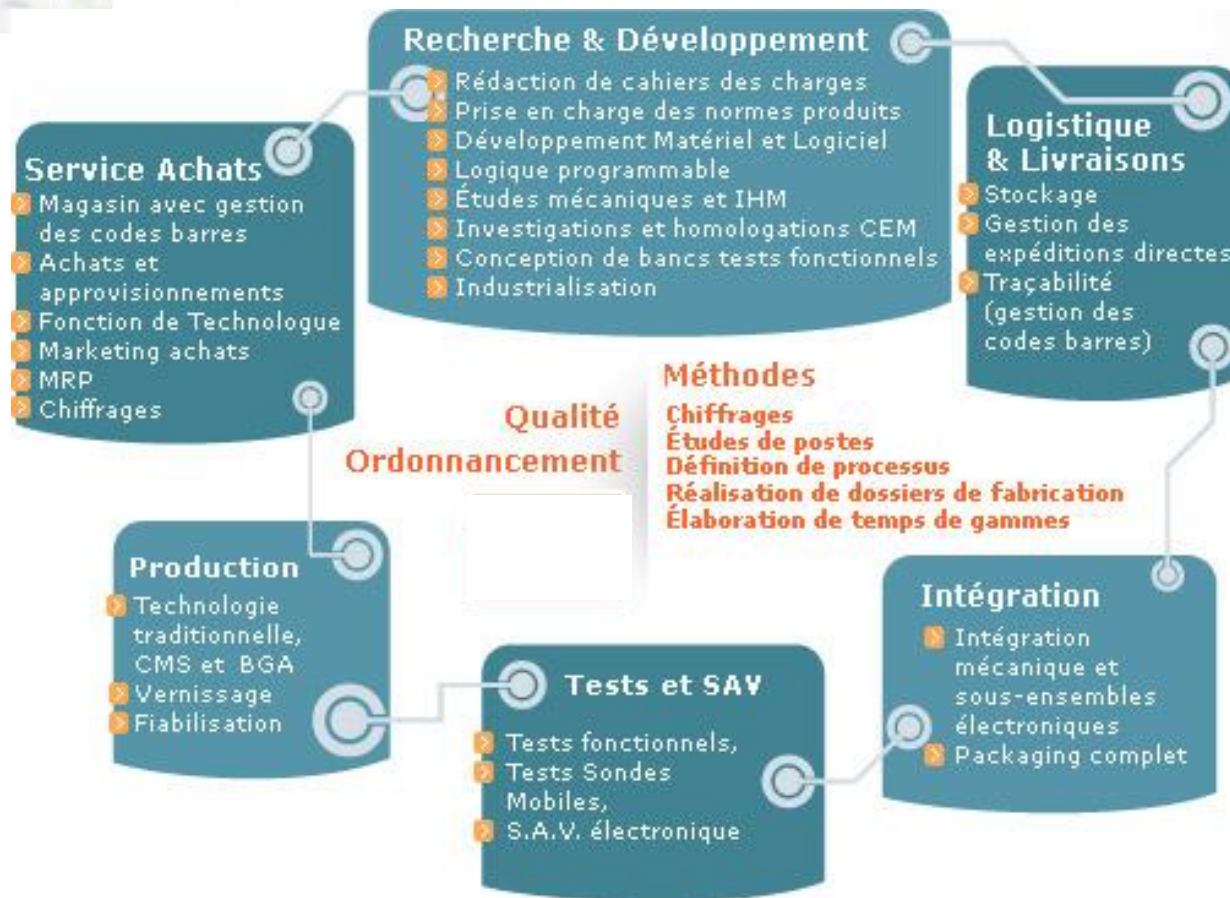 Recherche & Développement
Rédaction de cahiers des charges
Prise en charge des normes produits
Développement Matériel et Logiciel
Logique programmable
Études mécaniques et IHM
Investigations et homologations CEM
Conception de bancs tests fonctionnels
Industrialisation
Service Achats
Magasin avec gestion
des codes barres
Achats et
approvisionnements
Fonction de Technologue
Marketing achats
MRP
Chiffrages
Logistique
& Livraisons
Stockage
Gestion des
expéditions directes
Traçabilité
(gestion des
codes barres)
Qualité
Ordonnancement
Méthodes
Chiffrages
Études de postes
Définition de processus
Réalisation de dossiers de fabrication
Élaboration de temps de gammes
Production
Technologie
traditionnelle,
CMS et BGA
Vernissage
Fiabilisation
Tests et SAV
Tests fonctionnels,
Tests Sondes
Mobiles,
S.A.V. électronique
Intégration
Intégration
mécanique et
sous-ensembles
électroniques
Packaging complet